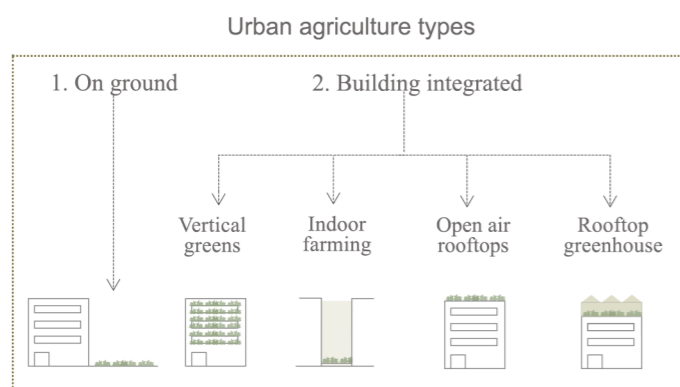 Urban agriculture types
1. On ground
2. Building integrated
Vertical
greens
Indoor
farming
Open air
rooftops
Rooftop
greenhouse